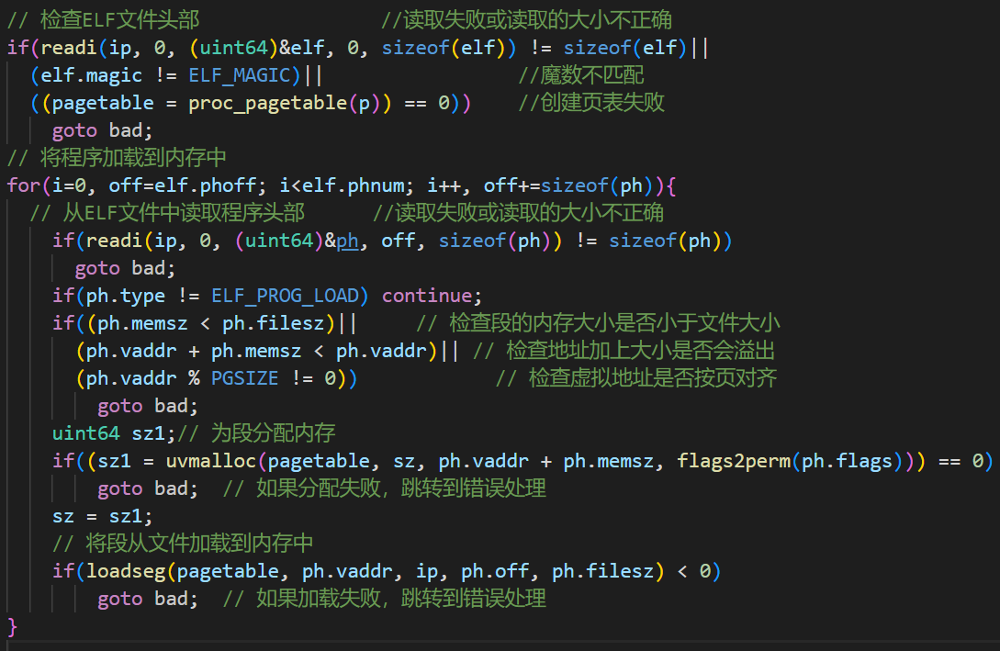 // 检查ELF文件头部                //读取失败或读取的大小不正确
if(readi(ip, 0, (uint64)&elf, 0, sizeof(elf)) != sizeof(elf)||
  (elf.magic != ELF_MAGIC)||                 //魔数不匹配
  ((pagetable = proc_pagetable(p)) == 0))    //创建页表失败
    goto bad;
// 将程序加载到内存中
for(i=0, off=elf.phoff; i<elf.phnum; i++, off+=sizeof(ph)){
  // 从ELF文件中读取程序头部      //读取失败或读取的大小不正确
    if(readi(ip, 0, (uint64)&ph, off, sizeof(ph)) != sizeof(ph))
      goto bad;
    if(ph.type != ELF_PROG_LOAD) continue;
    if((ph.memsz < ph.filesz)||     // 检查段的内存大小是否小于文件大小
      (ph.vaddr + ph.memsz < ph.vaddr)|| // 检查地址加上大小是否会溢出
      (ph.vaddr % PGSIZE != 0))            // 检查虚拟地址是否按页对齐
        goto bad;
    uint64 sz1;// 为段分配内存
    if((sz1 = uvmalloc(pagetable, sz, ph.vaddr + ph.memsz, flags2perm(ph.flags))) == 0)
        goto bad;  // 如果分配失败，跳转到错误处理
    sz = sz1;
    // 将段从文件加载到内存中
    if(loadseg(pagetable, ph.vaddr, ip, ph.off, ph.filesz) < 0)
        goto bad;  // 如果加载失败，跳转到错误处理
}